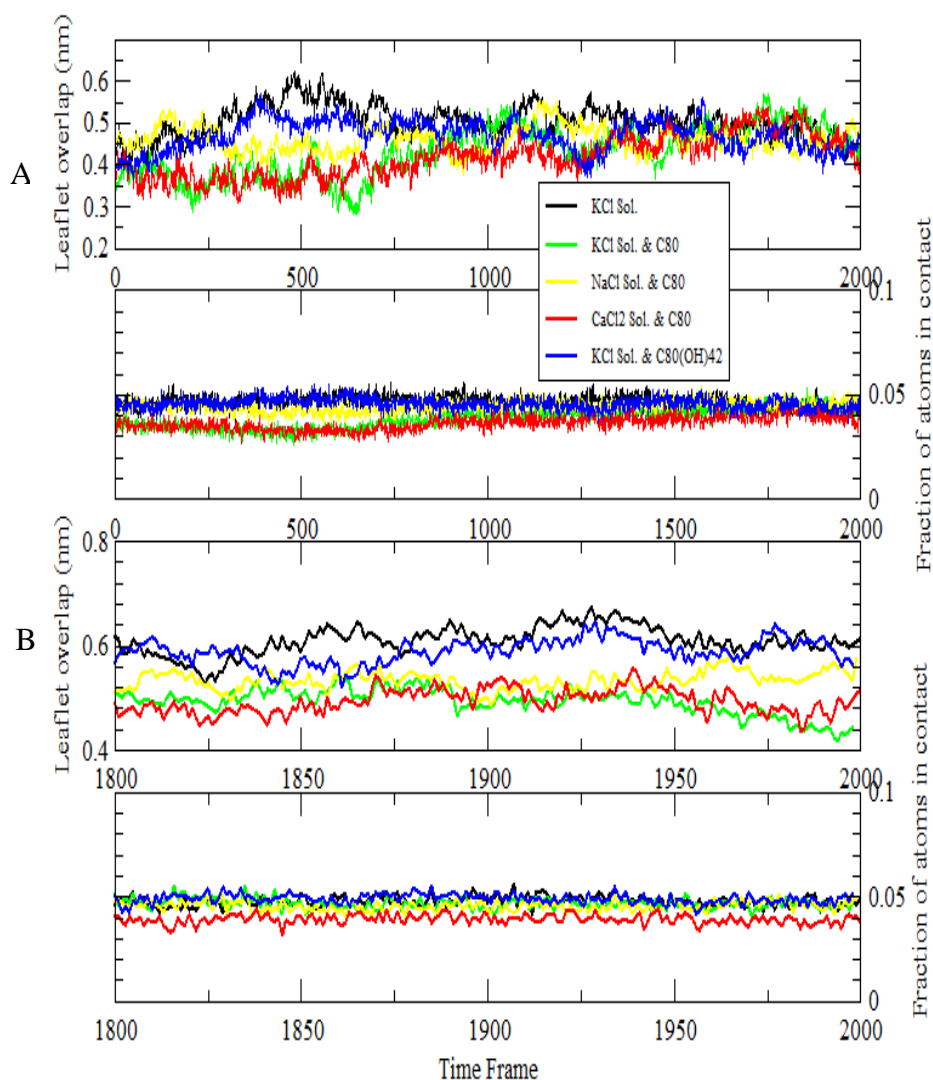 A
Leaflet overlap (nm)
0.6
0.5
0.4
0.3
0.2
0
500
1000
1500
2000
KCl Sol.
KCl Sol. & C80
NaCl Sol. & C80
CaCl2 Sol. & C80
KCl Sol. & C80(OH)42
0.1
0.05
0
Fraction of atoms in contact
0
500
1000
1500
2000
B
Leaflet overlap (nm)
0.8
0.6
0.4
1800
1850
1900
1950
2000
0.1
0.05
0
Fraction of atoms in contact
1800
1850
1900
1950
2000
Time Frame